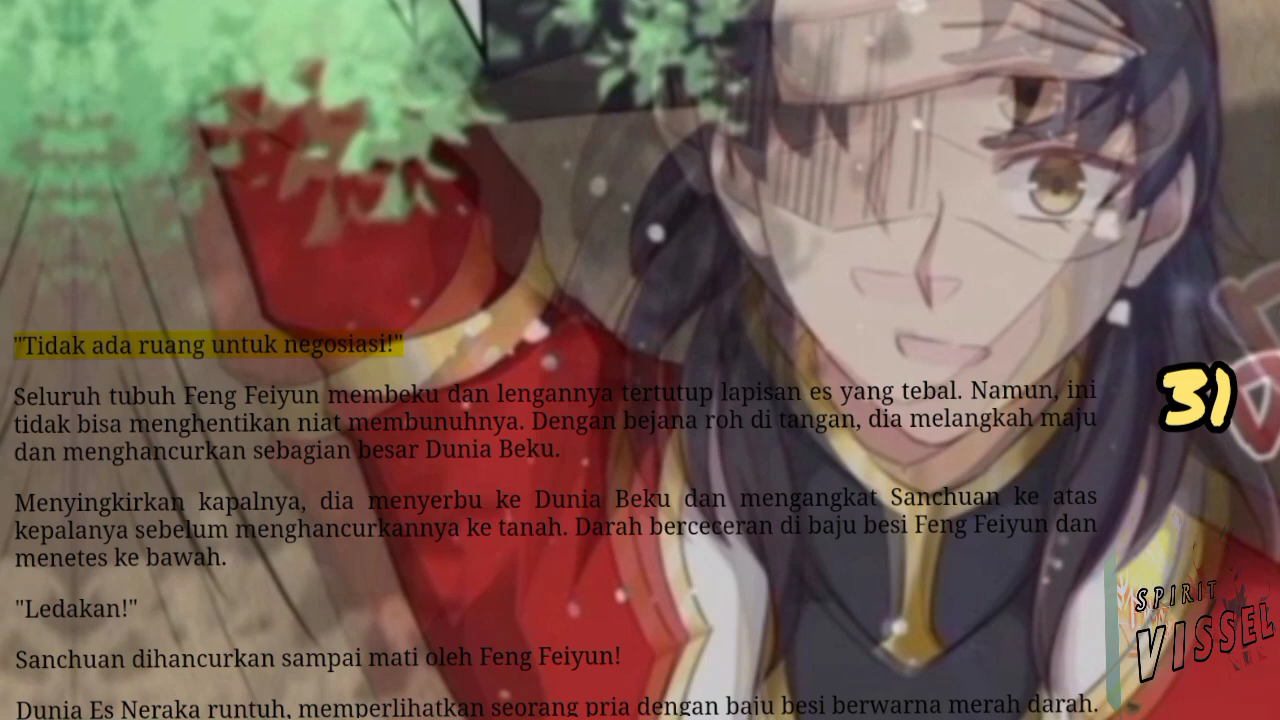 "Tidak ada ruang untuk negosiasi!"
Seluruh tubuh Feng Feiyun membeku dan lengannya tertutup lapisan es yang tebal. Namun, ini
tidak bisa menghentikan niat membunuhnya. Dengan bejana roh di tangan, dia melangkah maju
dan menghancurkan sebagian besar Dunia Beku.
Menyingkirkan kapalnya, dia menyerbu ke Dunia Beku dan mengangkat Sanchuan ke atas
kepalanya sebelum menghancurkannya ke tanah. Darah berceceran di baju besi Feng Feiyun dan
menetes ke bawah.
"Ledakan!"
Sanchuan dihancurkan sampai mati oleh Feng Feiyun!
Dunia Es Neraka runtuh, memperlihatkan seorang pria dengan baju besi berwarna merah darah.
31
SPIRIT
VISSEL